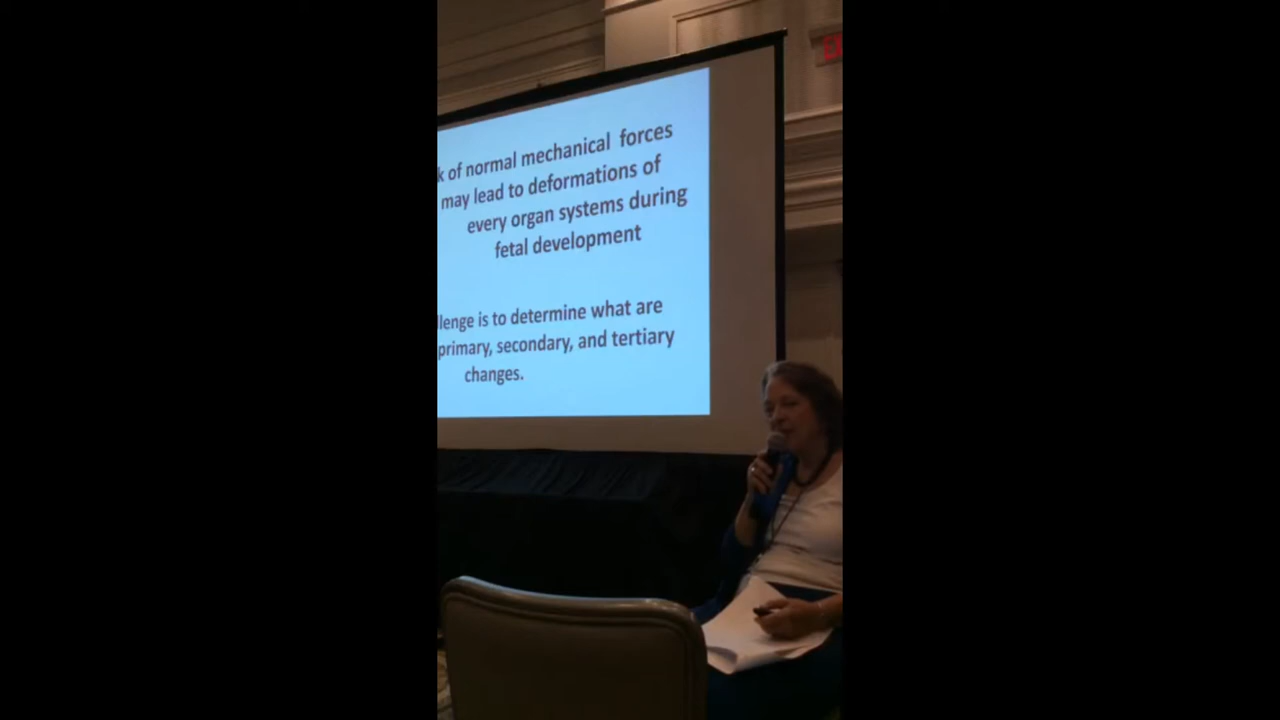 k of normal mechanical forces
may lead to deformations of
every organ systems during
fetal development
llenge is to determine what are
primary, secondary, and tertiary
changes.